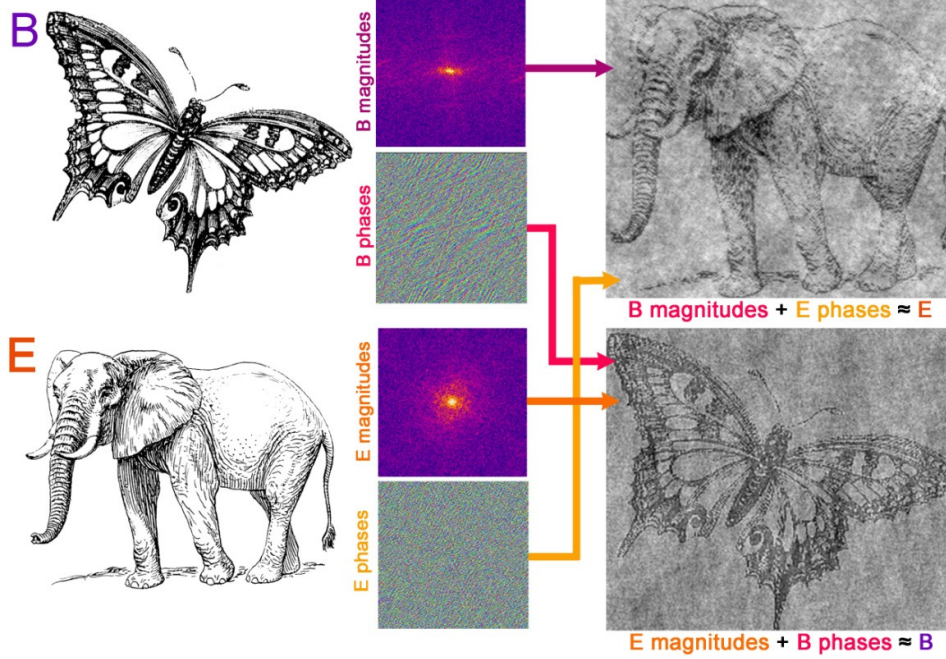 B
B magnitudes
B phases
B magnitudes + E phases ≈ E
E
E magnitudes
E phases
E magnitudes + B phases ≈ B